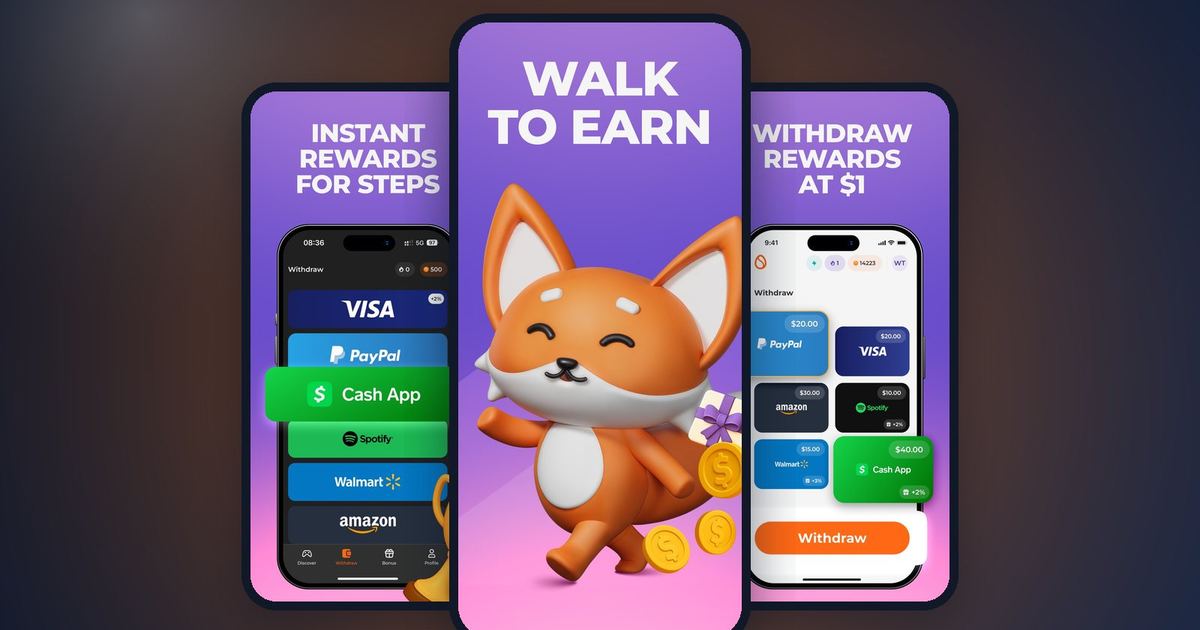 INSTANT
REWARDS
FOR STEPS
08:36
5G 97
Withdraw
0
500
VISA
+2%
PayPal
$ Cash App
Spotify
Walmart
amazon
Discover
Withdraw
Bonus
Profile
WALK
TO EARN
WITHDRAW
REWARDS
AT $1
9:41
1
14223
WT
Withdraw
$20.00
PayPal
$20.00
VISA
$30.00
amazon
$10.00
Spotify
+2%
$15.00
Walmart
+3%
$40.00
$ Cash App
+2%
Withdraw